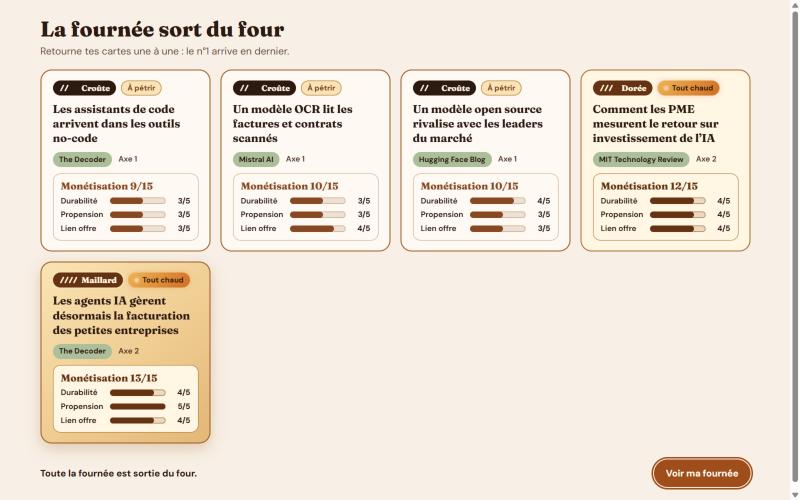 La fournée sort du four
Retourne tes cartes une à une : le n°1 arrive en dernier.
// Croûte À pétrir
Les assistants de code
arrivent dans les outils
no-code
The Decoder Axe 1
Monétisation 9/15
Durabilité 3/5
Propension 3/5
Lien offre 3/5
// Croûte À pétrir
Un modèle OCR lit les
factures et contrats
scannés
Mistral AI Axe 1
Monétisation 10/15
Durabilité 3/5
Propension 3/5
Lien offre 4/5
// Croûte À pétrir
Un modèle open source
rivalise avec les leaders
du marché
Hugging Face Blog Axe 1
Monétisation 10/15
Durabilité 4/5
Propension 3/5
Lien offre 3/5
/// Dorée Tout chaud
Comment les PME
mesurent le retour sur
investissement de l'IA
MIT Technology Review Axe 2
Monétisation 12/15
Durabilité 4/5
Propension 4/5
Lien offre 4/5
//// Maillard Tout chaud
Les agents IA gèrent
désormais la facturation
des petites entreprises
The Decoder Axe 2
Monétisation 13/15
Durabilité 4/5
Propension 5/5
Lien offre 4/5
Toute la fournée est sortie du four.
Voir ma fournée